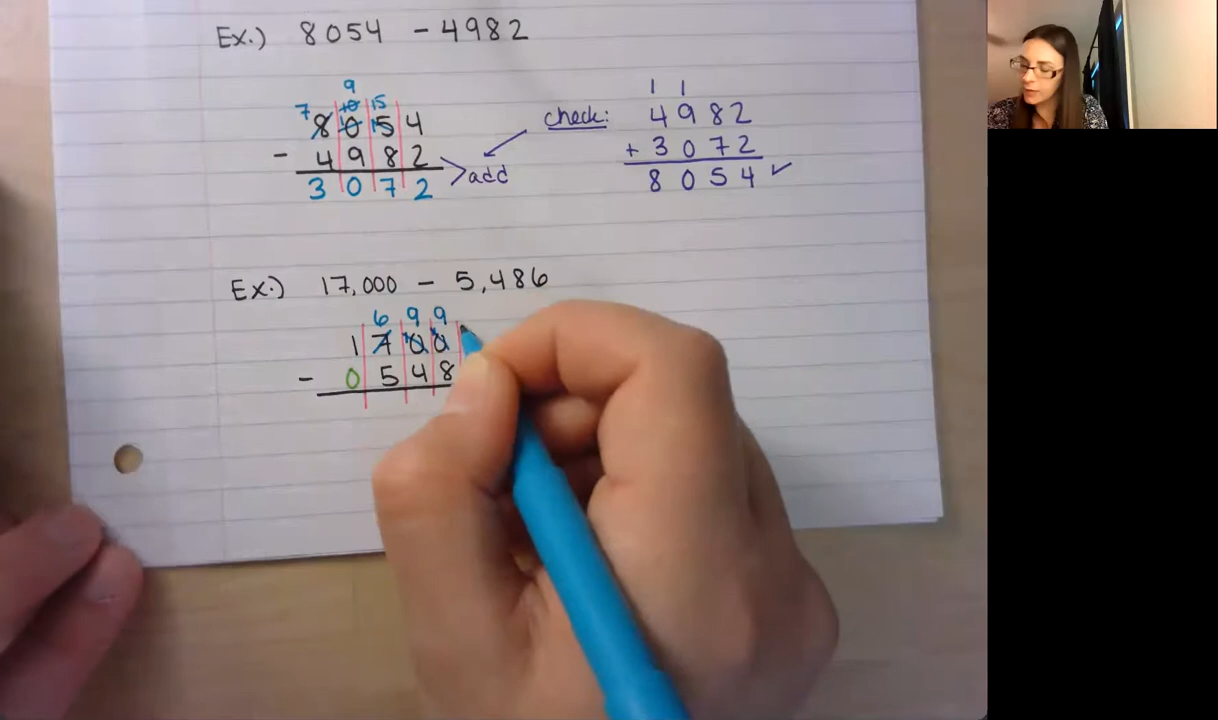 Ex.) 8054 - 4982
9
7 10 15
8 0 5 4
- 4 9 8 2 > add
3 0 7 2
check:
1 1
4 9 8 2
+ 3 0 7 2
8 0 5 4 ✓
Ex.) 17,000 - 5,486
6 9 9
1 7 0 0
- 0 5 4 8